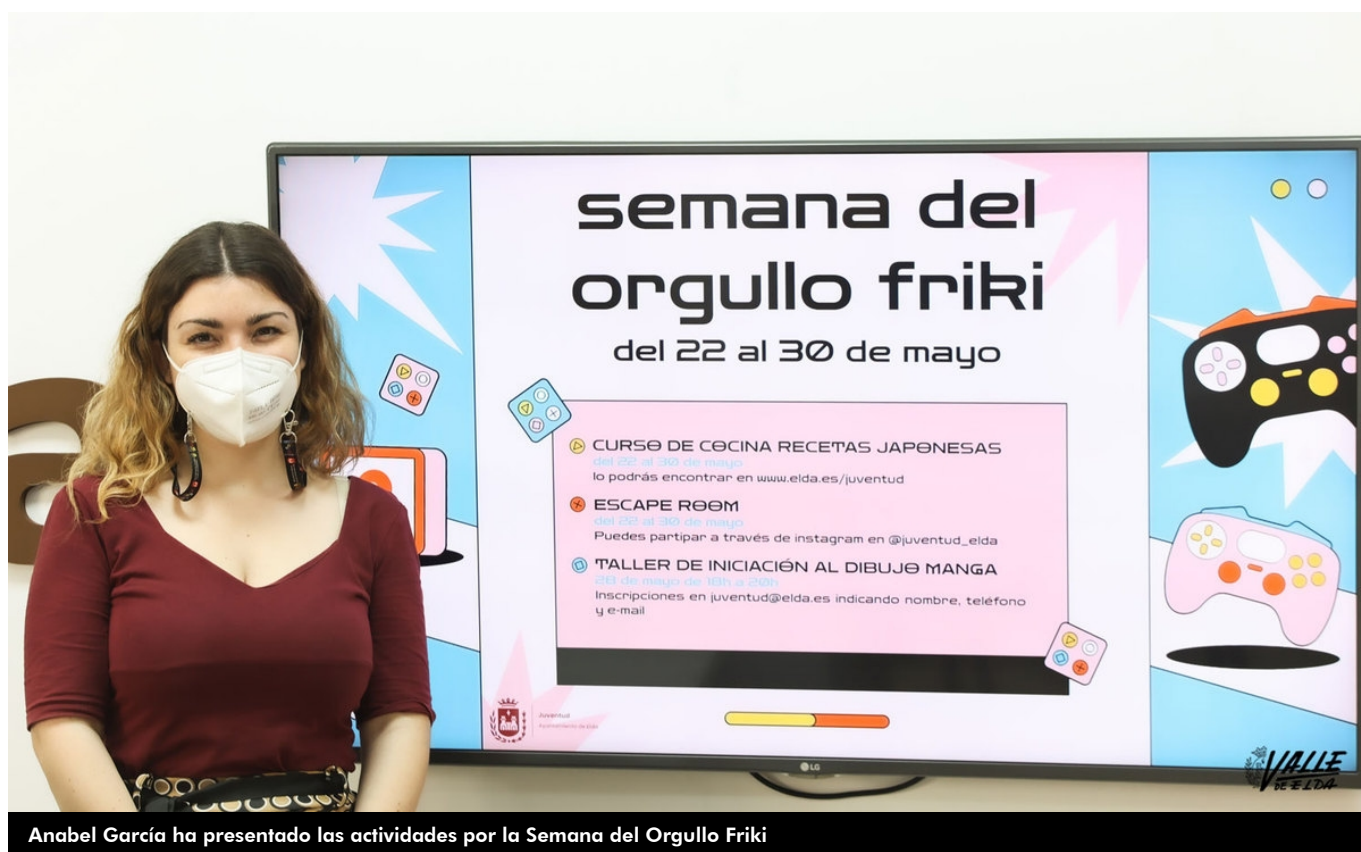 semana del
orgullo friki
del 22 al 30 de mayo
CURSO DE COCINA RECETAS JAPONESAS
del 22 al 30 de mayo
lo podrás encontrar en www.elda.es/juventud
ESCAPE ROOM
del 22 al 30 de mayo
Puedes partipar a través de instagram en @juventud_elda
TALLER DE INICIACIÓN AL DIBUJO MANGA
28 de mayo de 18h a 20h
Inscripciones en juventud@elda.es indicando nombre, teléfono
y e-mail
Juventud
Ayuntamiento de Elda
LG
VALLE
DE ELDA
Anabel García ha presentado las actividades por la Semana del Orgullo Friki